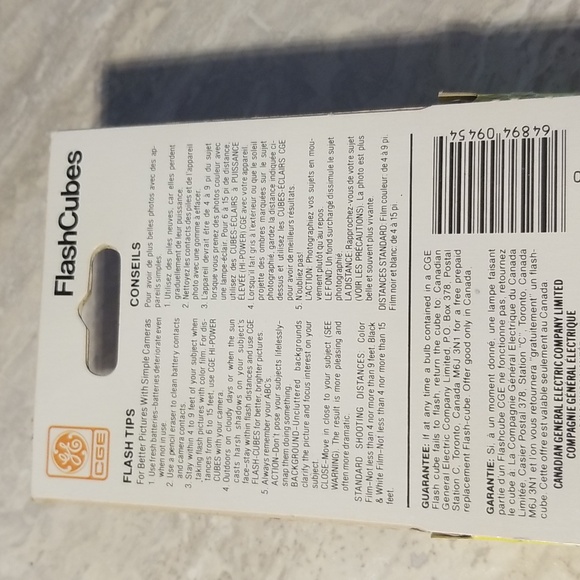 CGE
FlashCubes
FLASH TIPS
For Better Pictures With Simple Cameras
1. Use fresh batteries–batteries deteriorate even
when not in use.
2. Use a pencil eraser to clean battery contacts
and camera contacts.
3. Stay within 4 to 9 feet of your subject when
taking flash pictures with color film. For dis-
tances from 6 to 15 feet, use CGE HI-POWER
CUBES with your camera.
4. Outdoors on cloudy days or when the sun
casts harsh shadows on your subject's
face–stay within flash distances and use CGE
FLASH-CUBES for better, brighter pictures
5. Always remember your ABC's
ACTION–Don't pose your subjects lifelessly–
snap them doing something.
BACKGROUND–Uncluttered backgrounds
clarify the picture and focus interest on your
subject
CLOSE–Move in close to your subject (SEE
WARNING). The result is more pleasing and
often more dramatic.
STANDARD SHOOTING DISTANCES Color
Film–Not less than 4 nor more than 9 feet. Black
& White Film–Not less than 4 nor more than 15
feet.
CONSEILS
Pour avoir de plus belles photos avec des ap-
pareils simples.
1. Utilisez des piles neuves, car elles perdent
graduellement de leur puissance.
2. Nettoyez les contacts des piles et de l'appareil
photo avec une gomme à effacer.
3. L'appareil devrait être de 4 à 9 pi du sujet
lorsque vous prenez des photos couleur avec
une lampe-éclair. Pour 6 à 15 pi de distance,
utilisez des CUBES-ÉCLAIRS à PUISSANCE
ÉLEVÉE (HI-POWER) CGE avec votre appareil.
4. Lorsqu'il fait gris à l'extérieur ou que le soleil
projette des ombres marquées sur le sujet
photographié, gardez la distance indiquée ci-
dessus et utilisez les CUBES-ÉCLAIRS CGE
pour avoir de meilleurs résultats.
5. N'oubliez pas!
L'ACTION: Photographiez vos sujets en mou-
vement plutôt qu'au repos.
LE FOND: Un fond surchargé dissimule le sujet
photographié.
LA DISTANCE: Rapprochez-vous de votre sujet
(VOIR LES PRÉCAUTIONS). La photo est plus
belle et souvent plus vivante.
DISTANCES STANDARD: Film couleur: de 4 à 9 pi.
Film noir et blanc: de 4 à 15 pi.
GUARANTEE: If at any time a bulb contained in a CGE
Flash cube fails to flash, return the cube to: Canadian
General Electric Company Limited, P.O. Box 378, Postal
Station C, Toronto, Canada M6J 3N1 for a free prepaid
replacement Flash-cube. Offer good only in Canada.
GARANTIE: Si, à n'importe quel moment, une lampe faisant
partie d'un Flashcube CGE ne fonctionne pas, retournez
le cube à: La Compagnie Générale Electrique du Canada
Limitée, Casier Postal 378, Station "C", Toronto, Canada
M6J 3N1 et l'on vous remplacera gratuitement le flash-
cube. Cette offre est valable seulement au Canada.
CANADIAN GENERAL ELECTRIC COMPANY LIMITED
COMPAGNIE GÉNÉRALE ÉLECTRIQUE
64894 09454